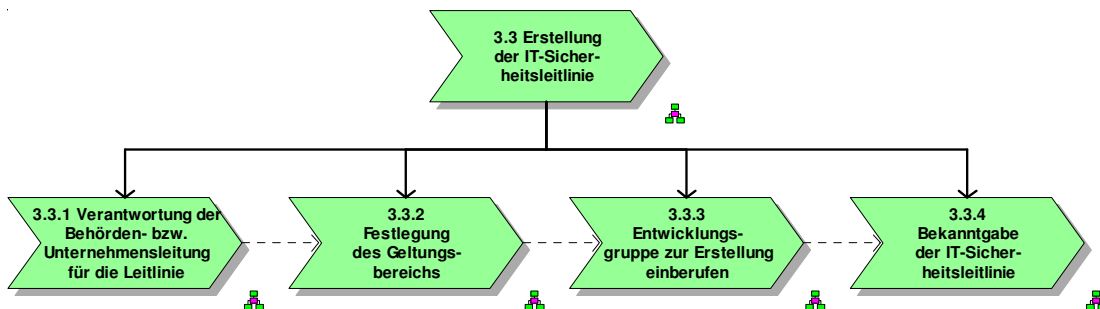 3.3 Erstellung
der IT-Sicher-
heitsleitlinie
3.3.1 Verantwortung der
Behörden- bzw.
Unternehmensleitung
für die Leitlinie
3.3.2
Festlegung
des Geltungs-
bereichs
3.3.3
Entwicklungs-
gruppe zur Erstellung
einberufen
3.3.4
Bekanntgabe
der IT-Sicher-
heitsleitlinie